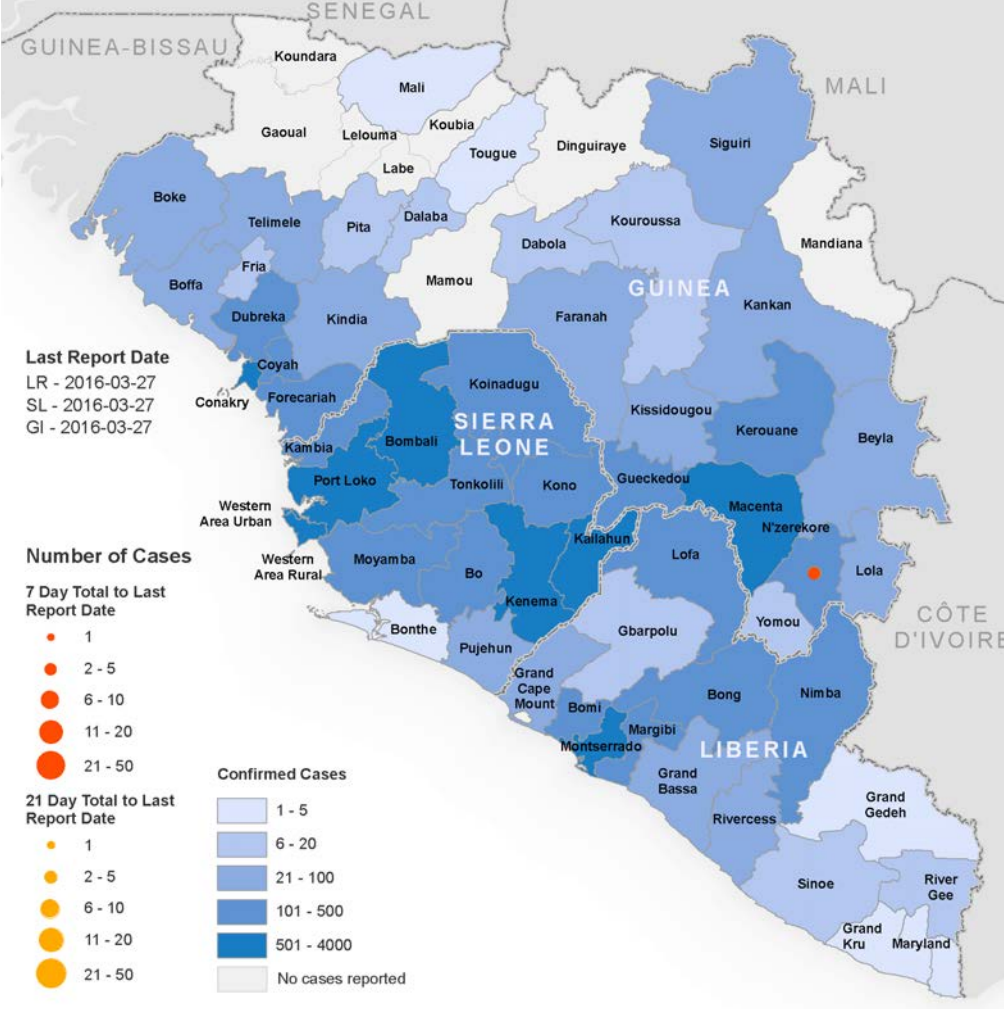 SENEGAL
GUINEA-BISSAU
Koundara
Mali
MALI
Gaoual
Lelouma
Koubia
Labe
Tougue
Dinguiraye
Siguiri
Boke
Telimele
Pita
Dalaba
Kouroussa
Dabola
Mandiana
Fria
Boffa
Mamou
GUINEA
Kankan
Dubreka
Kindia
Faranah
Last Report Date
LR - 2016-03-27
SL - 2016-03-27
GI - 2016-03-27
Coyah
Conakry
Forecariah
Koinadugu
SIERRA
LEONE
Kissidougou
Kerouane
Beyla
Kambia
Bombali
Port Loko
Tonkolili
Kono
Gueckedou
Macenta
N'zerekore
Western
Area Urban
Western
Area Rural
Moyamba
Bo
Kailahun
Kenema
Lofa
Lola
Yomou
CÔTE
D'IVOIRE
Bonthe
Pujehun
Gbarpolu
Grand
Cape
Mount
Bomi
Bong
Nimba
Montserrado
Margibi
LIBERIA
Grand
Bassa
Rivercess
Grand
Gedeh
Sinoe
River
Gee
Grand
Kru
Maryland
Number of Cases
7 Day Total to Last
Report Date
1
2 - 5
6 - 10
11 - 20
21 - 50
21 Day Total to Last
Report Date
1
2 - 5
6 - 10
11 - 20
21 - 50
Confirmed Cases
1 - 5
6 - 20
21 - 100
101 - 500
501 - 4000
No cases reported